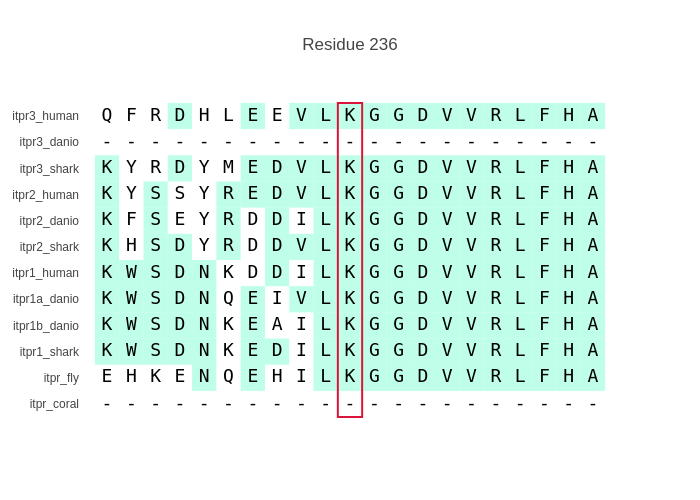 Residue 236
itpr3_human Q F R D H L E E V L K G G D V V R L F H A
itpr3_danio - - - - - - - - - - - - - - - - - - - - -
itpr3_shark K Y R D Y M E D V L K G G D V V R L F H A
itpr2_human K Y S S Y R E D V L K G G D V V R L F H A
itpr2_danio K F S E Y R D D I L K G G D V V R L F H A
itpr2_shark K H S D Y R D D V L K G G D V V R L F H A
itpr1_human K W S D N K D D I L K G G D V V R L F H A
itpr1a_danio K W S D N Q E I V L K G G D V V R L F H A
itpr1b_danio K W S D N K E A I L K G G D V V R L F H A
itpr1_shark K W S D N K E D I L K G G D V V R L F H A
itpr_fly E H K E N Q E H I L K G G D V V R L F H A
itpr_coral - - - - - - - - - - - - - - - - - - - - -